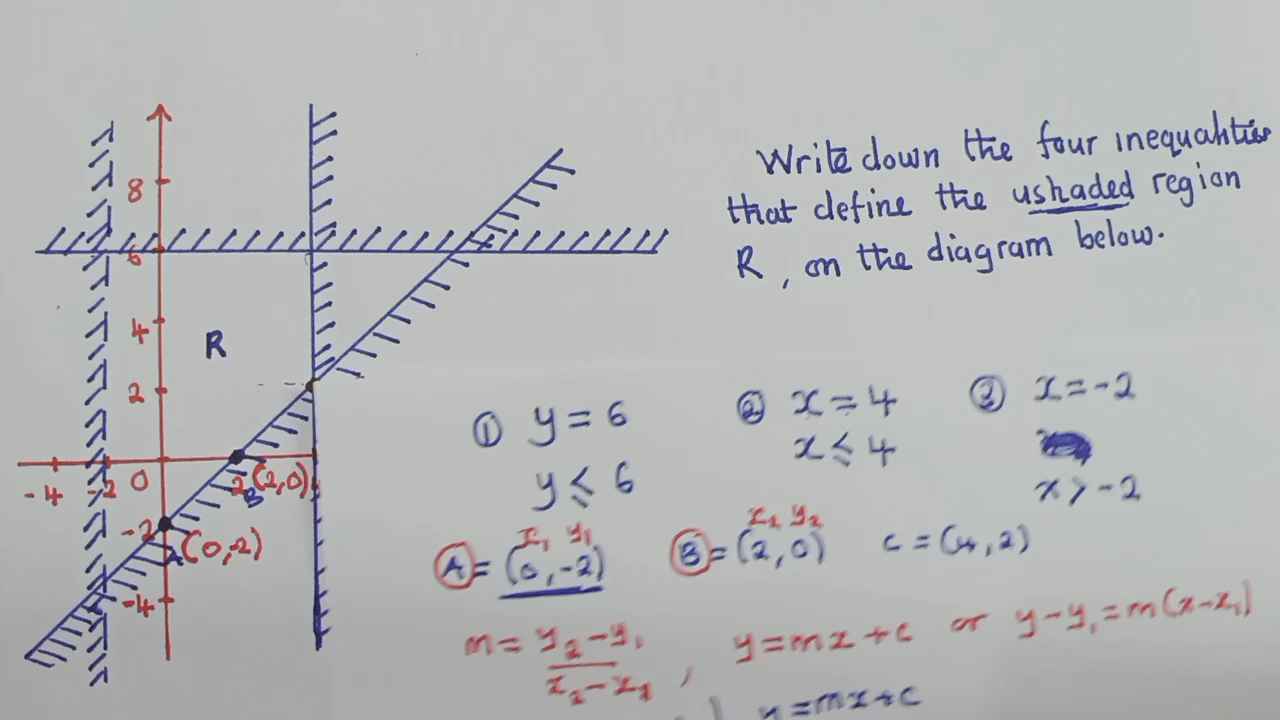 Write down the four inequalities
that define the ushaded region
R, on the diagram below.
8
6
4
2
0
-4
-2
2
-2
-4
R
(2,0)
B
A
(0,-2)
① y = 6
y ≤ 6
② x = 4
x ≤ 4
③ x = -2
x > -2
x₁ y₁
A = (0, -2)
x₂ y₂
B = (2, 0)
c = (4, 2)
m = y₂ - y₁ / x₂ - x₁ , y = mx + c or y - y₁ = m(x - x₁)
y = mx + c